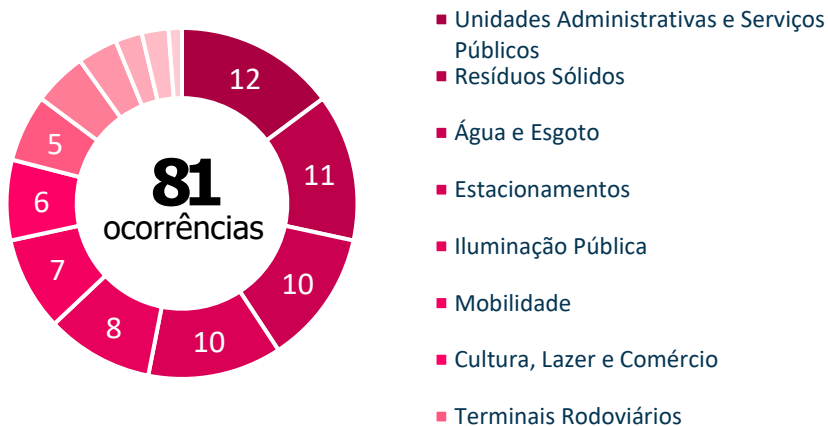 12
11
10
10
8
7
6
5
81
ocorrências
Unidades Administrativas e Serviços
Públicos
Resíduos Sólidos
Água e Esgoto
Estacionamentos
Iluminação Pública
Mobilidade
Cultura, Lazer e Comércio
Terminais Rodoviários